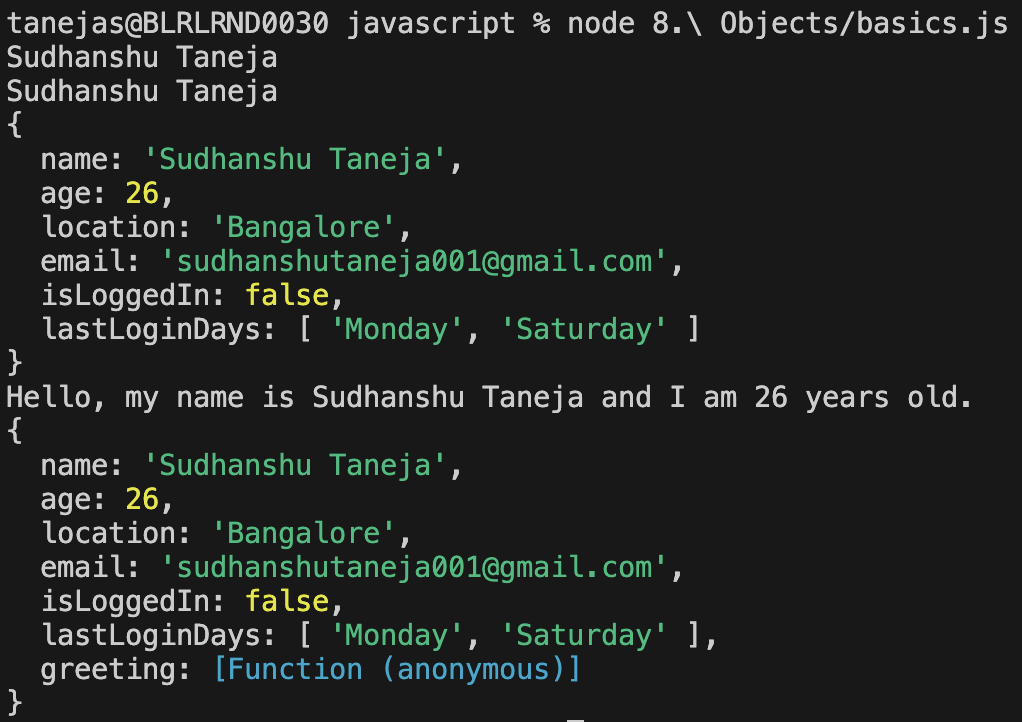 tanejas@BLRLRND0030 javascript % node 8.\ Objects/basics.js
Sudhanshu Taneja
Sudhanshu Taneja
{
  name: 'Sudhanshu Taneja',
  age: 26,
  location: 'Bangalore',
  email: 'sudhanshutaneja001@gmail.com',
  isLoggedIn: false,
  lastLoginDays: [ 'Monday', 'Saturday' ]
}
Hello, my name is Sudhanshu Taneja and I am 26 years old.
{
  name: 'Sudhanshu Taneja',
  age: 26,
  location: 'Bangalore',
  email: 'sudhanshutaneja001@gmail.com',
  isLoggedIn: false,
  lastLoginDays: [ 'Monday', 'Saturday' ],
  greeting: [Function (anonymous)]
}